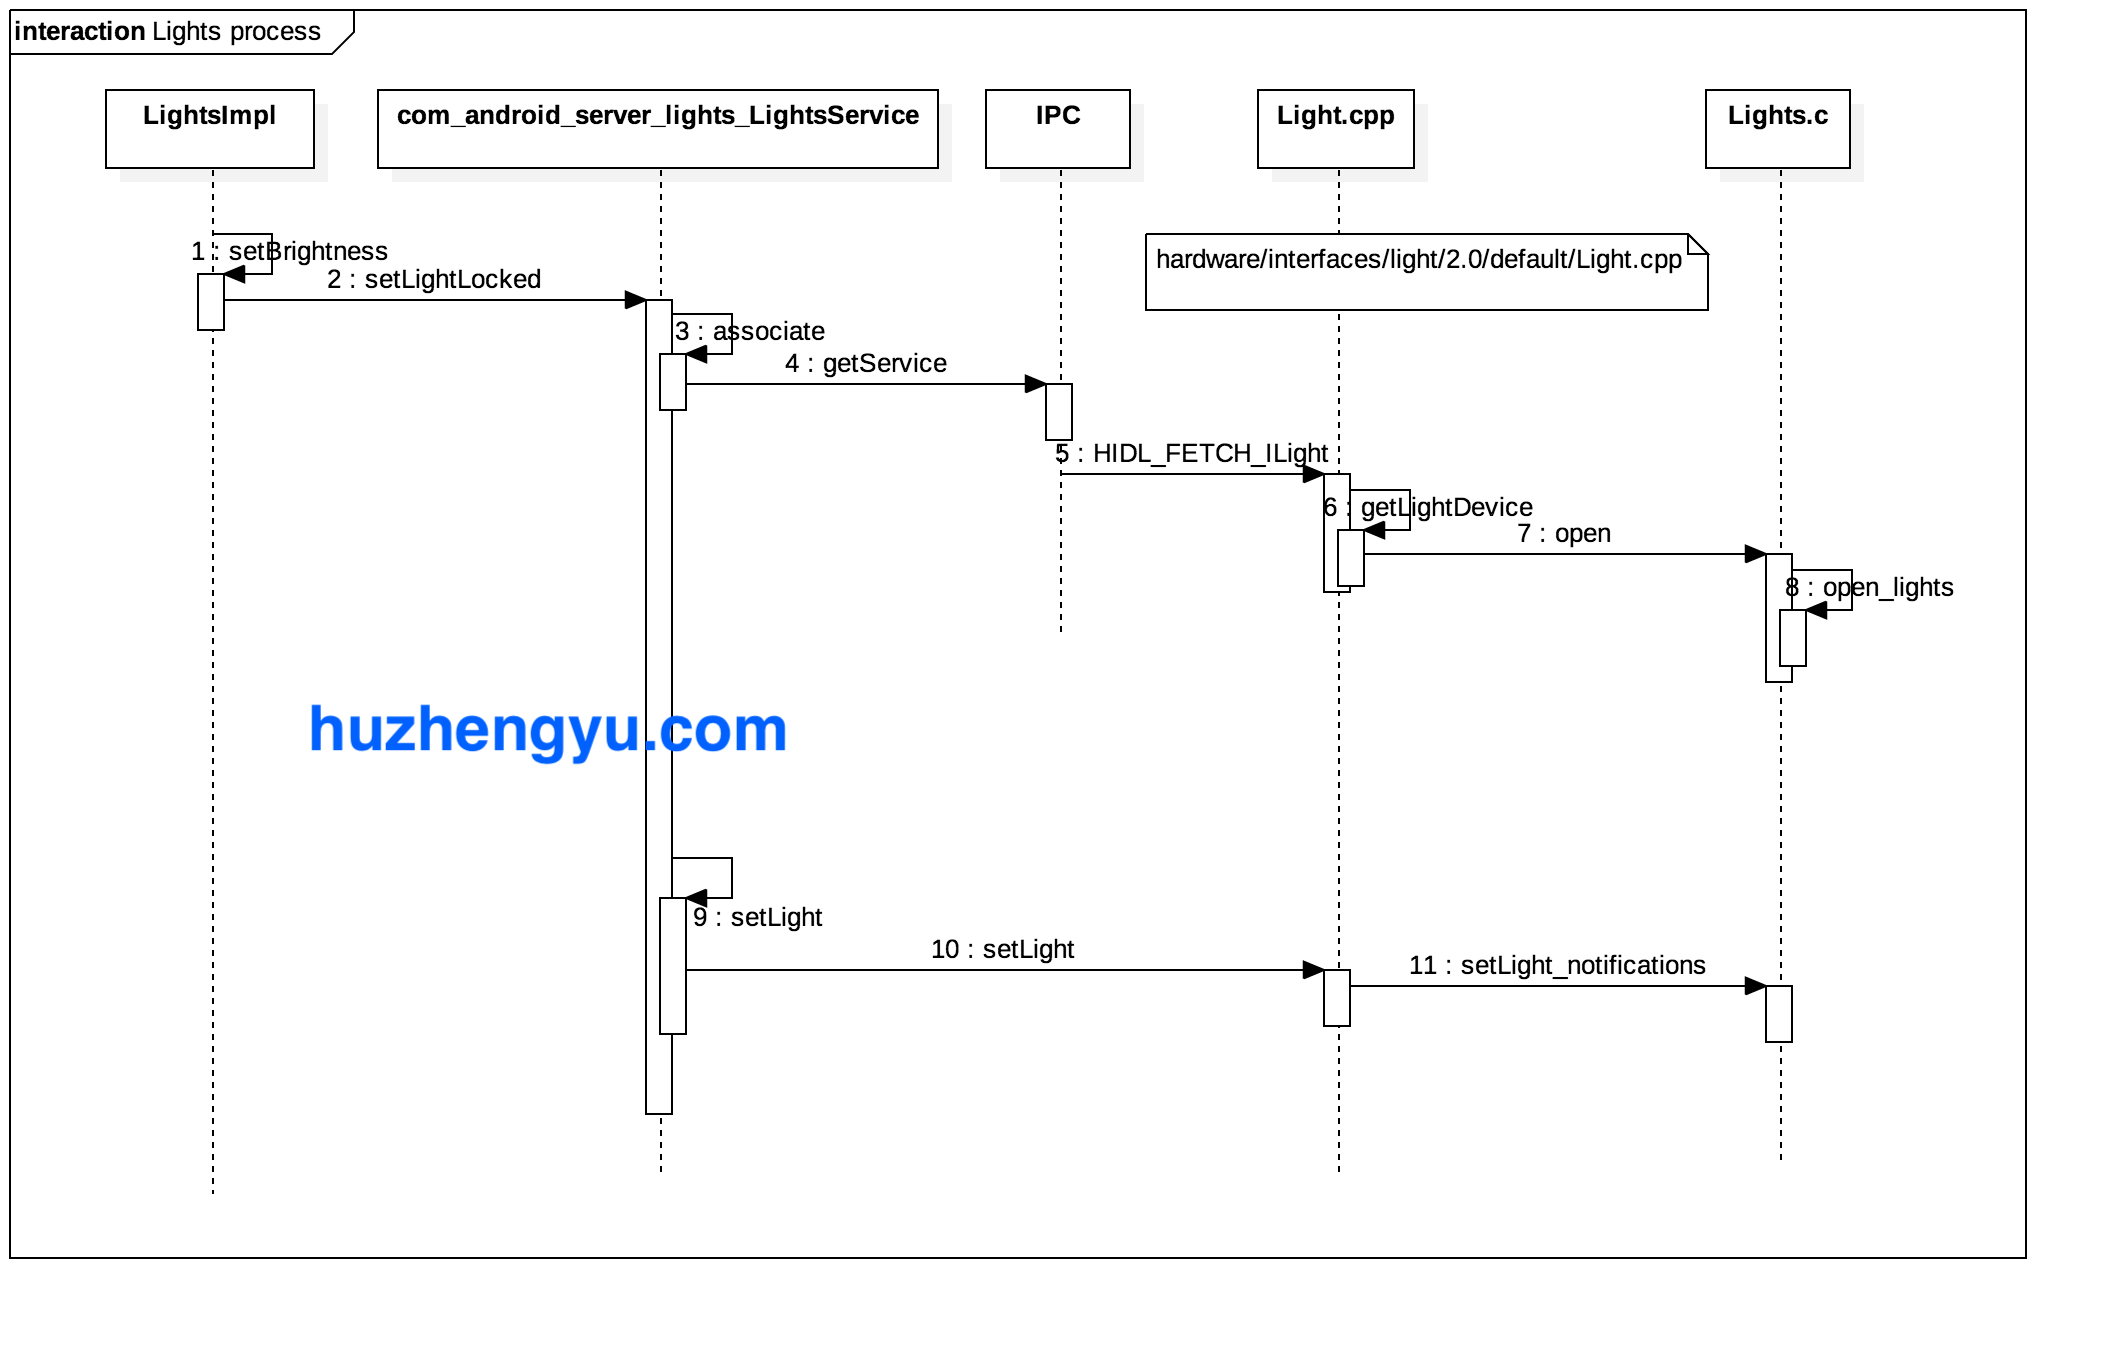 interaction Lights process
LightsImpl
com_android_server_lights_LightsService
IPC
Light.cpp
Lights.c
1 : setBrightness
hardware/interfaces/light/2.0/default/Light.cpp
2 : setLightLocked
3 : associate
4 : getService
5 : HIDL_FETCH_ILight
6 : getLightDevice
7 : open
8 : open_lights
huzhengyu.com
9 : setLight
10 : setLight
11 : setLight_notifications